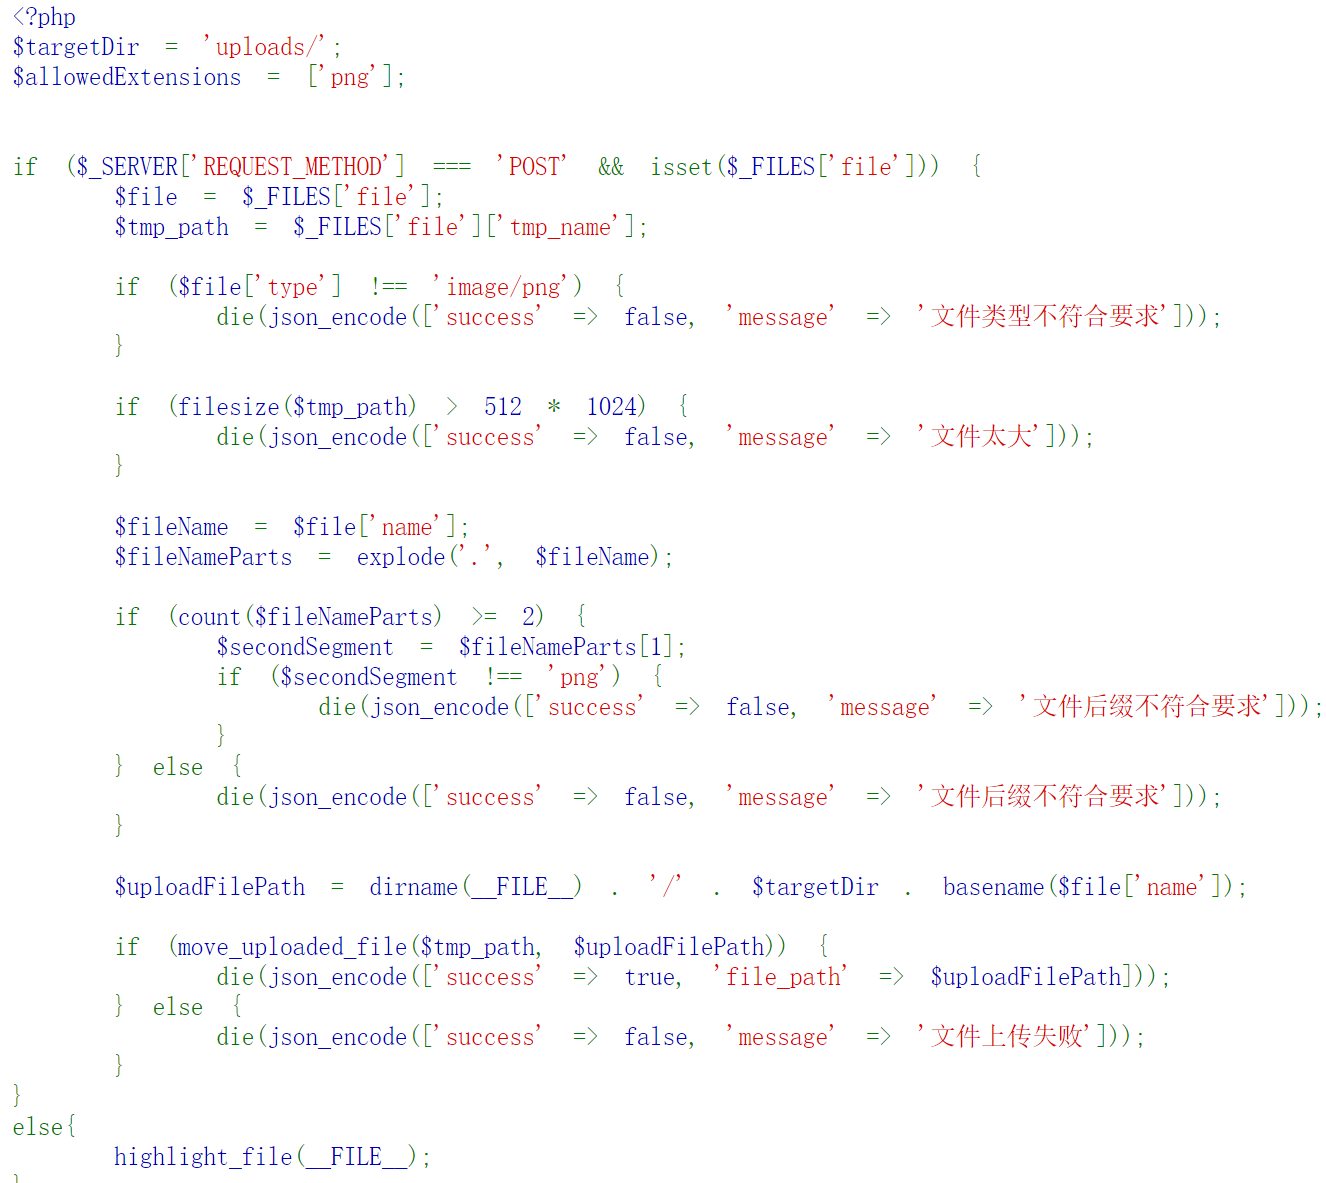 <?php
$targetDir = 'uploads/';
$allowedExtensions = ['png'];
if ($_SERVER['REQUEST_METHOD'] === 'POST' && isset($_FILES['file'])) {
$file = $_FILES['file'];
$tmp_path = $_FILES['file']['tmp_name'];
if ($file['type'] !== 'image/png') {
die(json_encode(['success' => false, 'message' => '文件类型不符合要求']));
}
if (filesize($tmp_path) > 512 * 1024) {
die(json_encode(['success' => false, 'message' => '文件太大']));
}
$fileName = $file['name'];
$fileNameParts = explode('.', $fileName);
if (count($fileNameParts) >= 2) {
$secondSegment = $fileNameParts[1];
if ($secondSegment !== 'png') {
die(json_encode(['success' => false, 'message' => '文件后缀不符合要求']));
}
} else {
die(json_encode(['success' => false, 'message' => '文件后缀不符合要求']));
}
$uploadFilePath = dirname(__FILE__) . '/' . $targetDir . basename($file['name']);
if (move_uploaded_file($tmp_path, $uploadFilePath)) {
die(json_encode(['success' => true, 'file_path' => $uploadFilePath]));
} else {
die(json_encode(['success' => false, 'message' => '文件上传失败']));
}
}
else{
highlight_file(__FILE__);
}